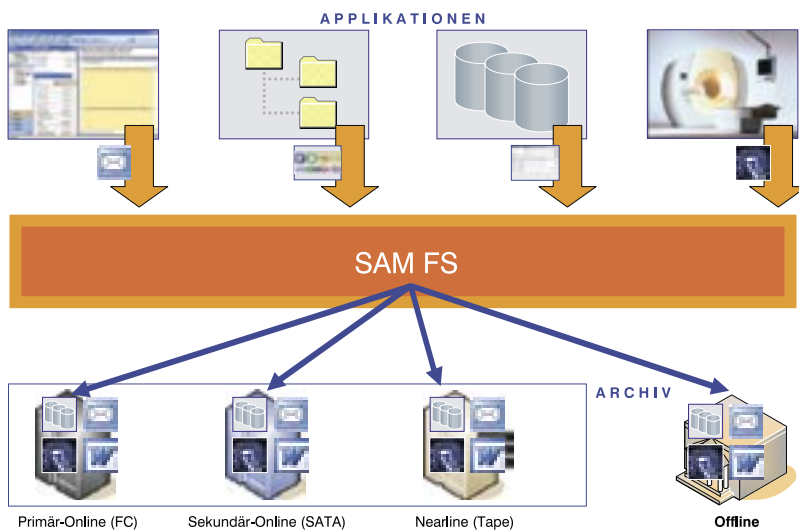 APPLIKATIONEN
SAM FS
ARCHIV
Primär-Online (FC)
Sekundär-Online (SATA)
Nearline (Tape)
Offline